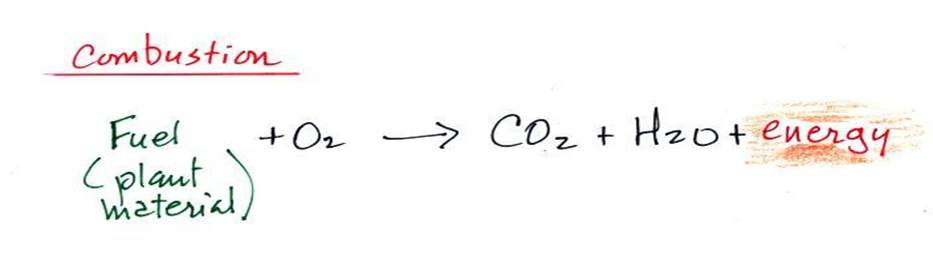 Combustion
Fuel + O₂ → CO₂ + H₂O + energy
(plant
material)